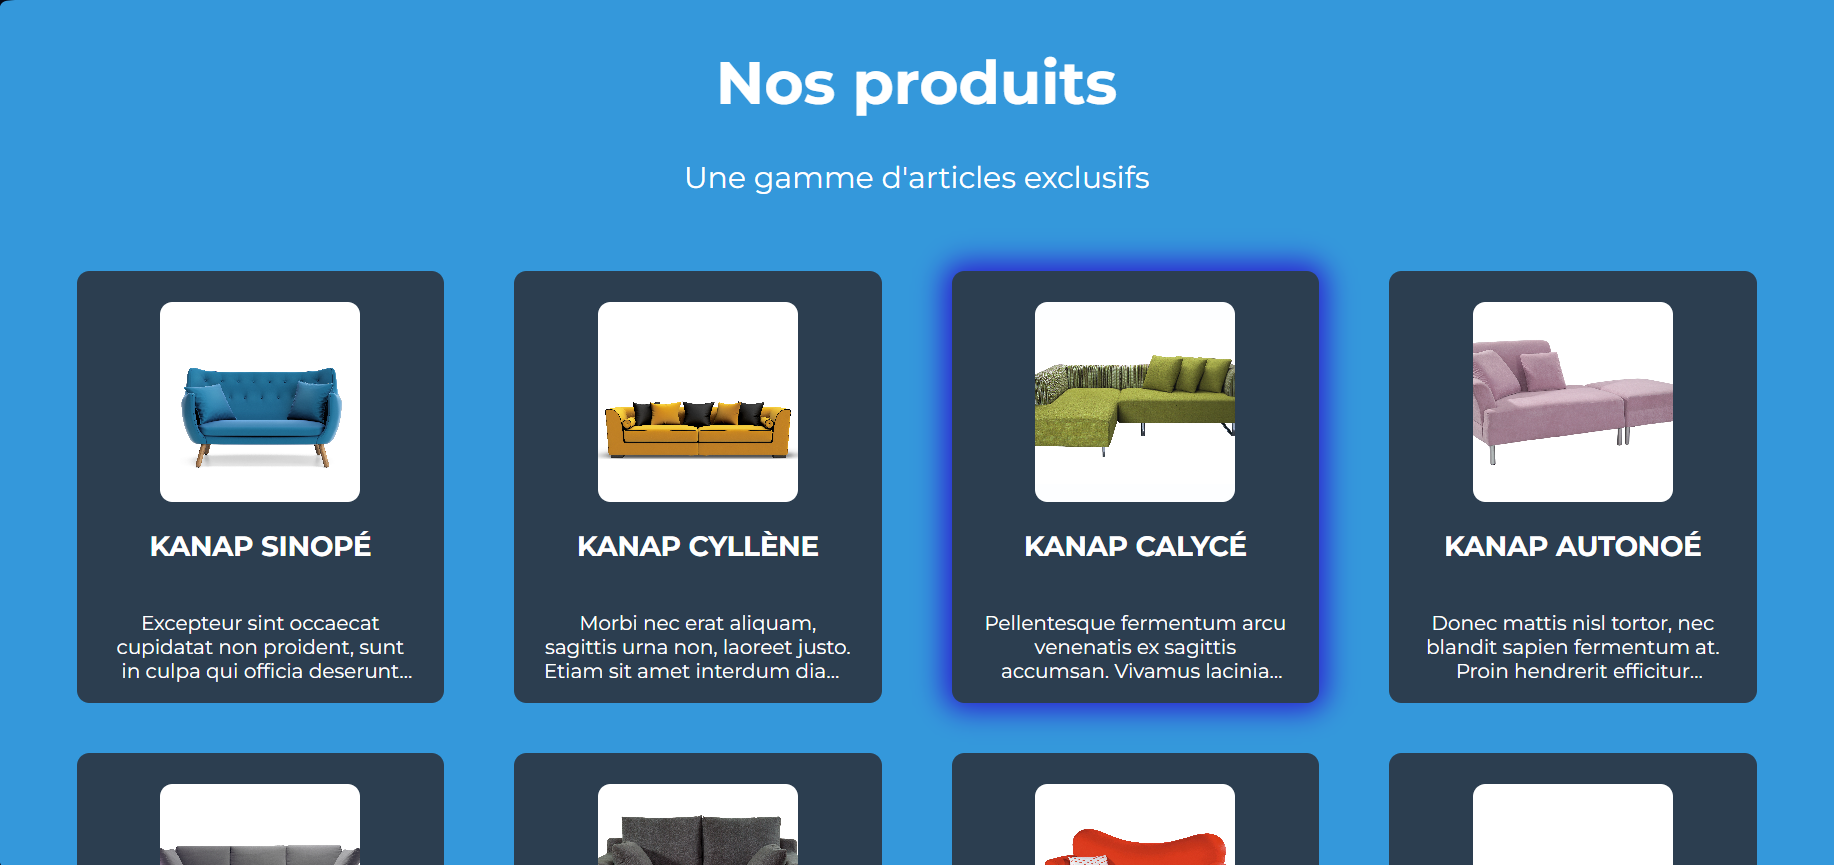 Nos produits
Une gamme d'articles exclusifs
KANAP SINOPÉ
Excepteur sint occaecat
cupidatat non proident, sunt
in culpa qui officia deserunt...
KANAP CYLLÈNE
Morbi nec erat aliquam,
sagittis urna non, laoreet justo.
Etiam sit amet interdum dia...
KANAP CALYCÉ
Pellentesque fermentum arcu
venenatis ex sagittis
accumsan. Vivamus lacinia...
KANAP AUTONOÉ
Donec mattis nisl tortor, nec
blandit sapien fermentum at.
Proin hendrerit efficitur...